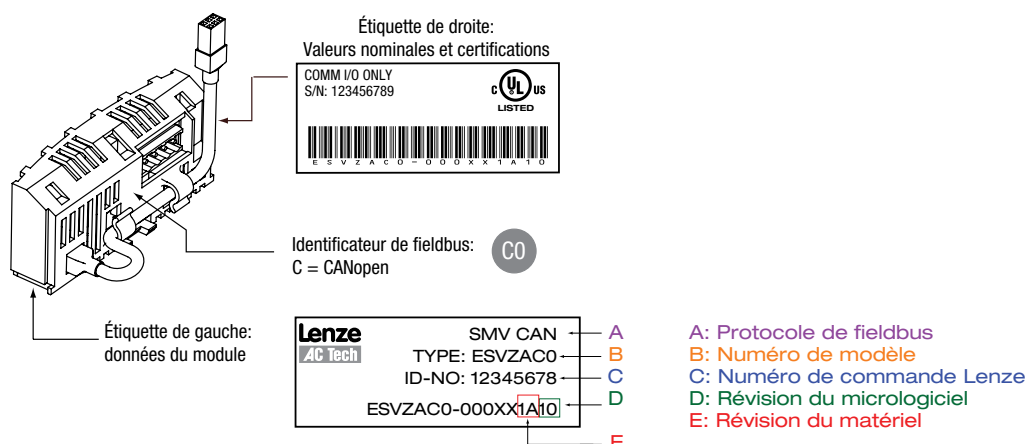 Étiquette de droite:
Valeurs nominales et certifications
COMM I/O ONLY
S/N: 123456789
C UL US
LISTED
ESVZAC0-000XX1A10
Identificateur de fieldbus:
C = CANopen
C0
Étiquette de gauche:
données du module
Lenze
AC Tech
SMV CAN
TYPE: ESVZAC0
ID-NO: 12345678
ESVZAC0-000XX1A10
A
B
C
D
E
A: Protocole de fieldbus
B: Numéro de modèle
C: Numéro de commande Lenze
D: Révision du micrologiciel
E: Révision du matériel